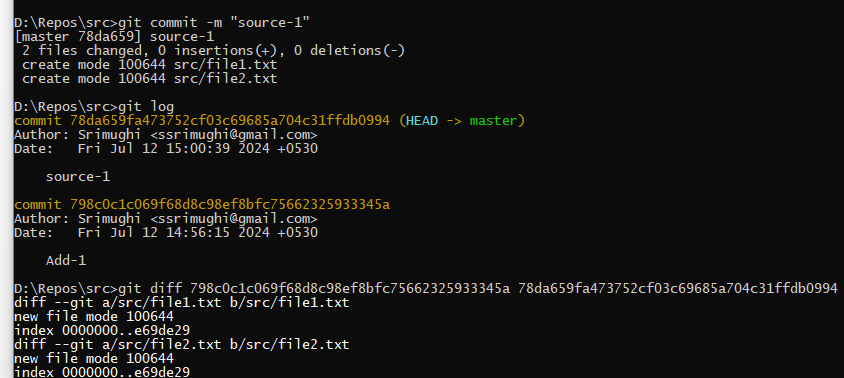 D:\Repos\src>git commit -m "source-1"
[master 78da659] source-1
 2 files changed, 0 insertions(+), 0 deletions(-)
 create mode 100644 src/file1.txt
 create mode 100644 src/file2.txt
D:\Repos\src>git log
commit 78da659fa473752cf03c69685a704c31ffdb0994 (HEAD -> master)
Author: Srimughi <ssrimughi@gmail.com>
Date:   Fri Jul 12 15:00:39 2024 +0530
    source-1
commit 798c0c1c069f68d8c98ef8bfc75662325933345a
Author: Srimughi <ssrimughi@gmail.com>
Date:   Fri Jul 12 14:56:15 2024 +0530
    Add-1
D:\Repos\src>git diff 798c0c1c069f68d8c98ef8bfc75662325933345a 78da659fa473752cf03c69685a704c31ffdb0994
diff --git a/src/file1.txt b/src/file1.txt
new file mode 100644
index 0000000..e69de29
diff --git a/src/file2.txt b/src/file2.txt
new file mode 100644
index 0000000..e69de29